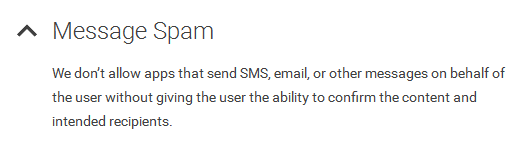 Message Spam
We don’t allow apps that send SMS, email, or other messages on behalf of
the user without giving the user the ability to confirm the content and
intended recipients.